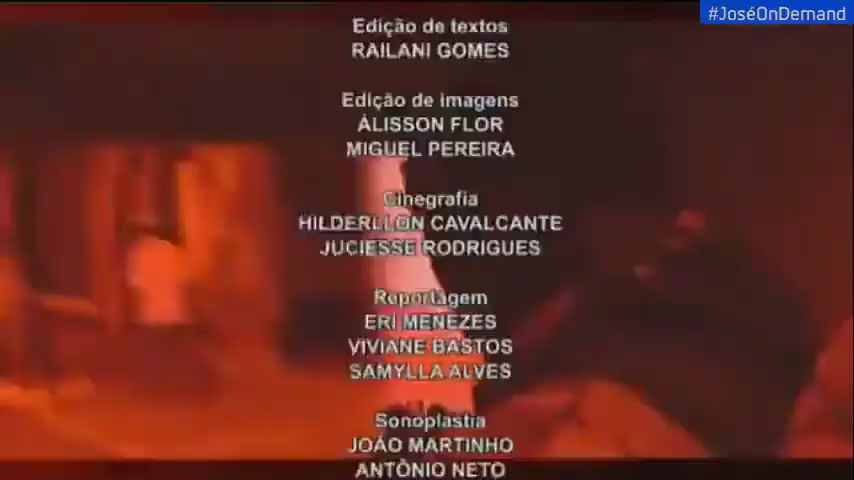 #JoséOnDemand
Edição de textos
RAILANI GOMES
Edição de imagens
ÁLISSON FLOR
MIGUEL PEREIRA
Cinegrafia
HILDERLLON CAVALCANTE
JUCIESSE RODRIGUES
Reportagem
ERI MENEZES
VIVIANE BASTOS
SAMYLLA ALVES
Sonoplastia
JOÃO MARTINHO
ANTÔNIO NETO